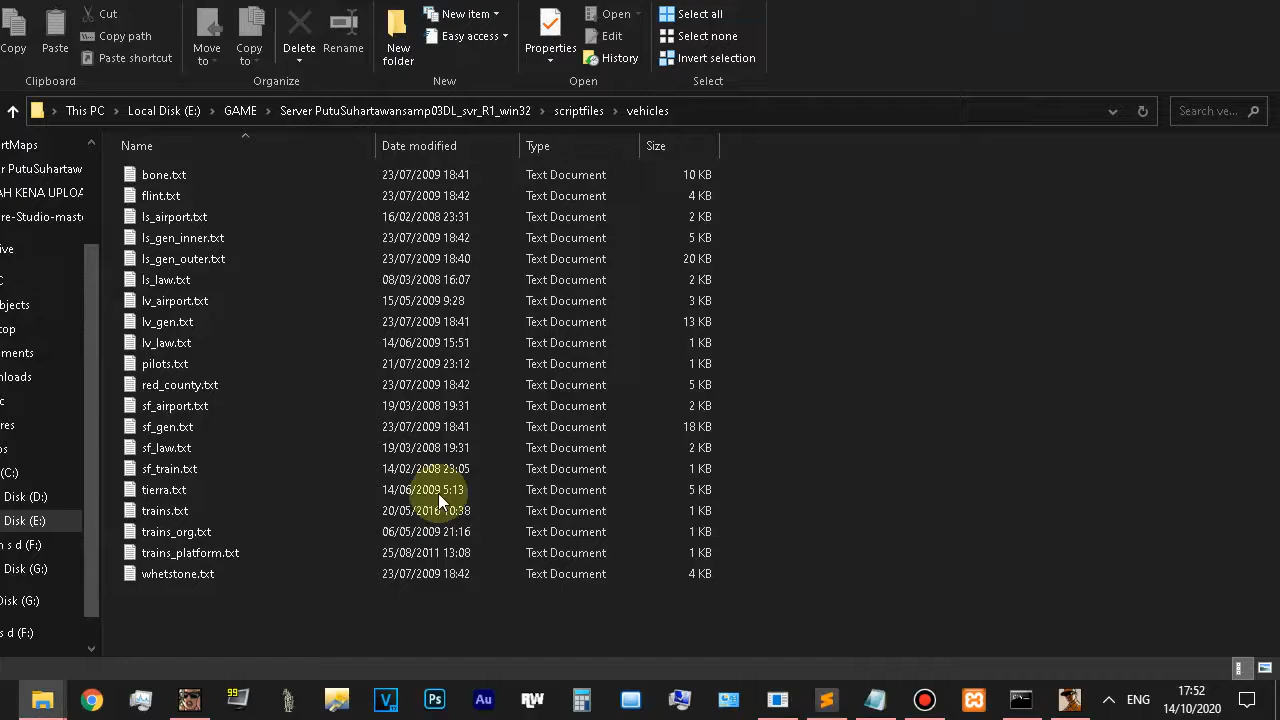 Cut
Copy path
Paste shortcut
Copy
Paste
Move to
Copy to
Delete
Rename
New folder
New item
Easy access
Properties
Open
Edit
History
Select all
Select none
Invert selection
Clipboard
Organize
New
Open
Select
This PC > Local Disk (E:) > GAME > Server PutuSuhartawansamp03DL_svr_R1_win32 > scriptfiles > vehicles
Search ve...
Name Date modified Type Size
bone.txt 23/07/2009 18:41 Text Document 10 KB
flint.txt 23/07/2009 18:42 Text Document 4 KB
ls_airport.txt 16/02/2008 23:31 Text Document 2 KB
ls_gen_inner.txt 23/07/2009 18:42 Text Document 5 KB
ls_gen_outer.txt 23/07/2009 18:40 Text Document 20 KB
ls_law.txt 08/03/2008 16:07 Text Document 2 KB
lv_airport.txt 15/05/2009 9:28 Text Document 3 KB
lv_gen.txt 23/07/2009 18:41 Text Document 13 KB
lv_law.txt 14/06/2009 15:51 Text Document 1 KB
pilots.txt 21/07/2009 23:12 Text Document 1 KB
red_county.txt 23/07/2009 18:42 Text Document 5 KB
sf_airport.txt 19/03/2008 19:31 Text Document 2 KB
sf_gen.txt 23/07/2009 18:41 Text Document 18 KB
sf_law.txt 19/03/2008 19:31 Text Document 2 KB
sf_train.txt 14/02/2008 23:03 Text Document 1 KB
tierra.txt 14/06/2009 5:13 Text Document 5 KB
trains.txt 20/05/2016 Text Document 1 KB
trains_org.txt 06/05/2009 21:16 Text Document 1 KB
trains_platform.txt 25/08/2011 13:08 Text Document 1 KB
whetstone.txt 23/07/2009 18:42 Text Document 4 KB
rtMaps
er PutuSuhartaw
AH KENA UPLOA
re-Studio-maste
ive
bjects
top
ments
nloads
c
res
s
(C:)
Disk (D:)
Disk (E:)
n s d (F:)
Disk (G:)
Disk (G:)
s d (F:)
99
V
Ps
Au
RW
ENG
17:52
14/10/2020